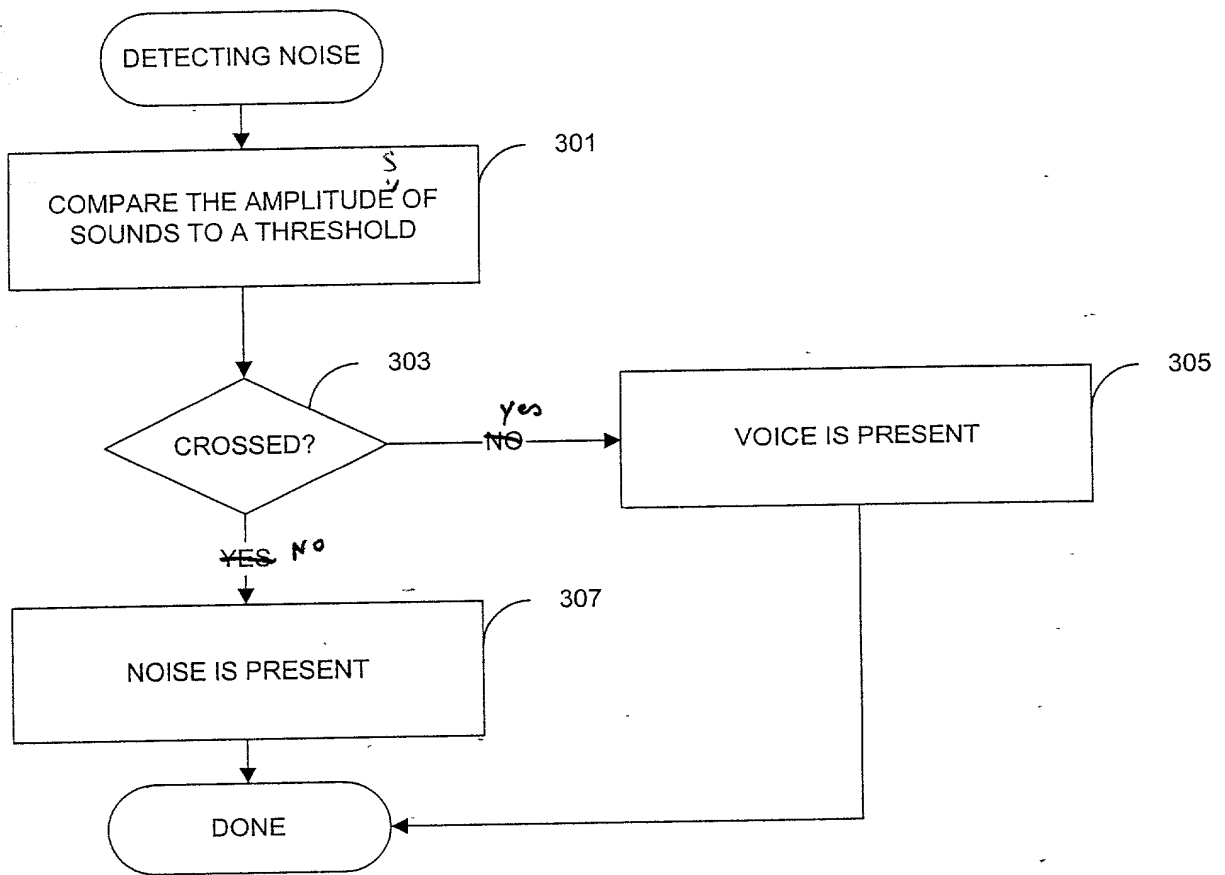 DETECTING NOISE
301
S
COMPARE THE AMPLITUDE OF
SOUNDS TO A THRESHOLD
303
CROSSED?
yes
NO
305
VOICE IS PRESENT
YES NO
307
NOISE IS PRESENT
DONE